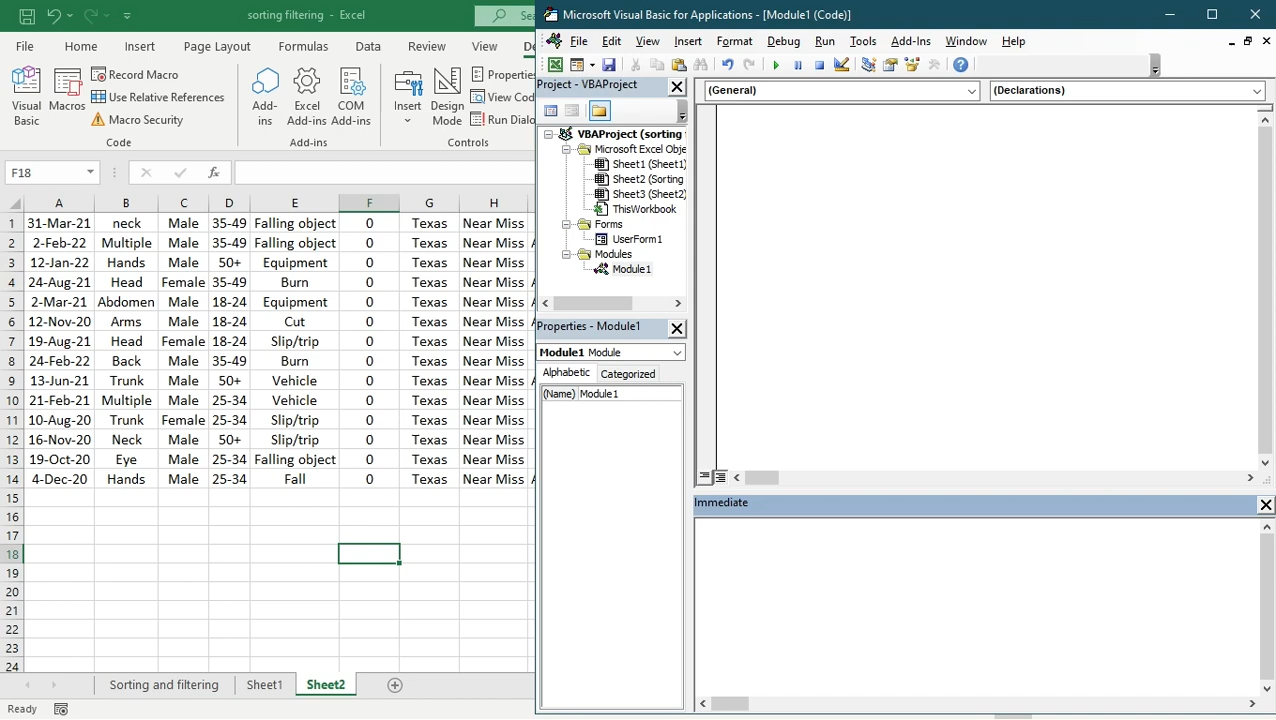 sorting filtering - Excel
Sea
File Home Insert Page Layout Formulas Data Review View De
Visual Basic
Macros
Record Macro
Use Relative References
Macro Security
Add-ins
Excel Add-ins
COM Add-ins
Insert
Design Mode
Properties
View Cod
Run Dialo
Code Add-ins Controls
F18
A B C D E F G H
1 31-Mar-21 neck Male 35-49 Falling object 0 Texas Near Miss
2 2-Feb-22 Multiple Male 35-49 Falling object 0 Texas Near Miss
3 12-Jan-22 Hands Male 50+ Equipment 0 Texas Near Miss
4 24-Aug-21 Head Female 35-49 Burn 0 Texas Near Miss
5 2-Mar-21 Abdomen Male 18-24 Equipment 0 Texas Near Miss
6 12-Nov-20 Arms Male 18-24 Cut 0 Texas Near Miss
7 19-Aug-21 Head Female 18-24 Slip/trip 0 Texas Near Miss
8 24-Feb-22 Back Male 35-49 Burn 0 Texas Near Miss
9 13-Jun-21 Trunk Male 50+ Vehicle 0 Texas Near Miss
10 21-Feb-21 Multiple Male 25-34 Vehicle 0 Texas Near Miss
11 10-Aug-20 Trunk Female 25-34 Slip/trip 0 Texas Near Miss
12 16-Nov-20 Neck Male 50+ Slip/trip 0 Texas Near Miss
13 19-Oct-20 Eye Male 25-34 Falling object 0 Texas Near Miss
14 4-Dec-20 Hands Male 25-34 Fall 0 Texas Near Miss
15
16
17
18
19
20
21
22
23
24
Sorting and filtering Sheet1 Sheet2
Ready
Microsoft Visual Basic for Applications - [Module1 (Code)]
File Edit View Insert Format Debug Run Tools Add-Ins Window Help
Project - VBAProject
VBAProject (sorting
Microsoft Excel Obje
Sheet1 (Sheet1)
Sheet2 (Sorting
Sheet3 (Sheet2)
ThisWorkbook
Forms
UserForm1
Modules
Module1
Properties - Module1
Module1 Module
Alphabetic Categorized
(Name) Module1
(General) (Declarations)
Immediate